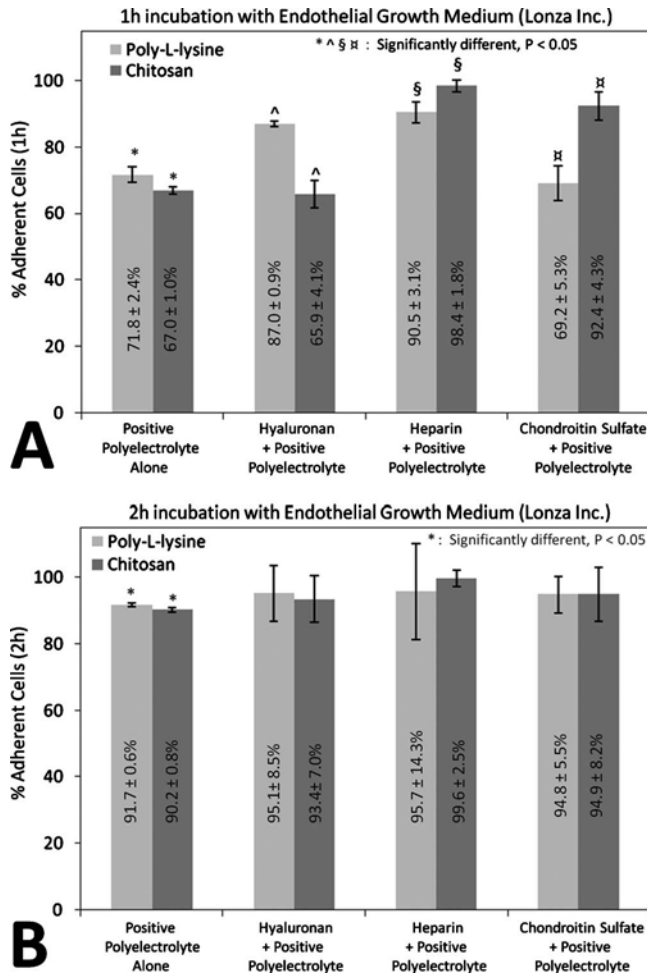 1h incubation with Endothelial Growth Medium (Lonza Inc.)
Poly-L-lysine
Chitosan
* ^ § ¤ : Significantly different, P < 0.05
% Adherent Cells (1h)
100
80
60
40
20
0
* * ^ ^ § § ¤ ¤
71.8 ± 2.4%
67.0 ± 1.0%
87.0 ± 0.9%
65.9 ± 4.1%
90.5 ± 3.1%
98.4 ± 1.8%
69.2 ± 5.3%
92.4 ± 4.3%
Positive
Polyelectrolyte
Alone
Hyaluronan
+ Positive
Polyelectrolyte
Heparin
+ Positive
Polyelectrolyte
Chondroitin Sulfate
+ Positive
Polyelectrolyte
A
2h incubation with Endothelial Growth Medium (Lonza Inc.)
Poly-L-lysine
Chitosan
* : Significantly different, P < 0.05
% Adherent Cells (2h)
100
80
60
40
20
0
* *
91.7 ± 0.6%
90.2 ± 0.8%
95.1 ± 8.5%
93.4 ± 7.0%
95.7 ± 14.3%
99.6 ± 2.5%
94.8 ± 5.5%
94.9 ± 8.2%
Positive
Polyelectrolyte
Alone
Hyaluronan
+ Positive
Polyelectrolyte
Heparin
+ Positive
Polyelectrolyte
Chondroitin Sulfate
+ Positive
Polyelectrolyte
B